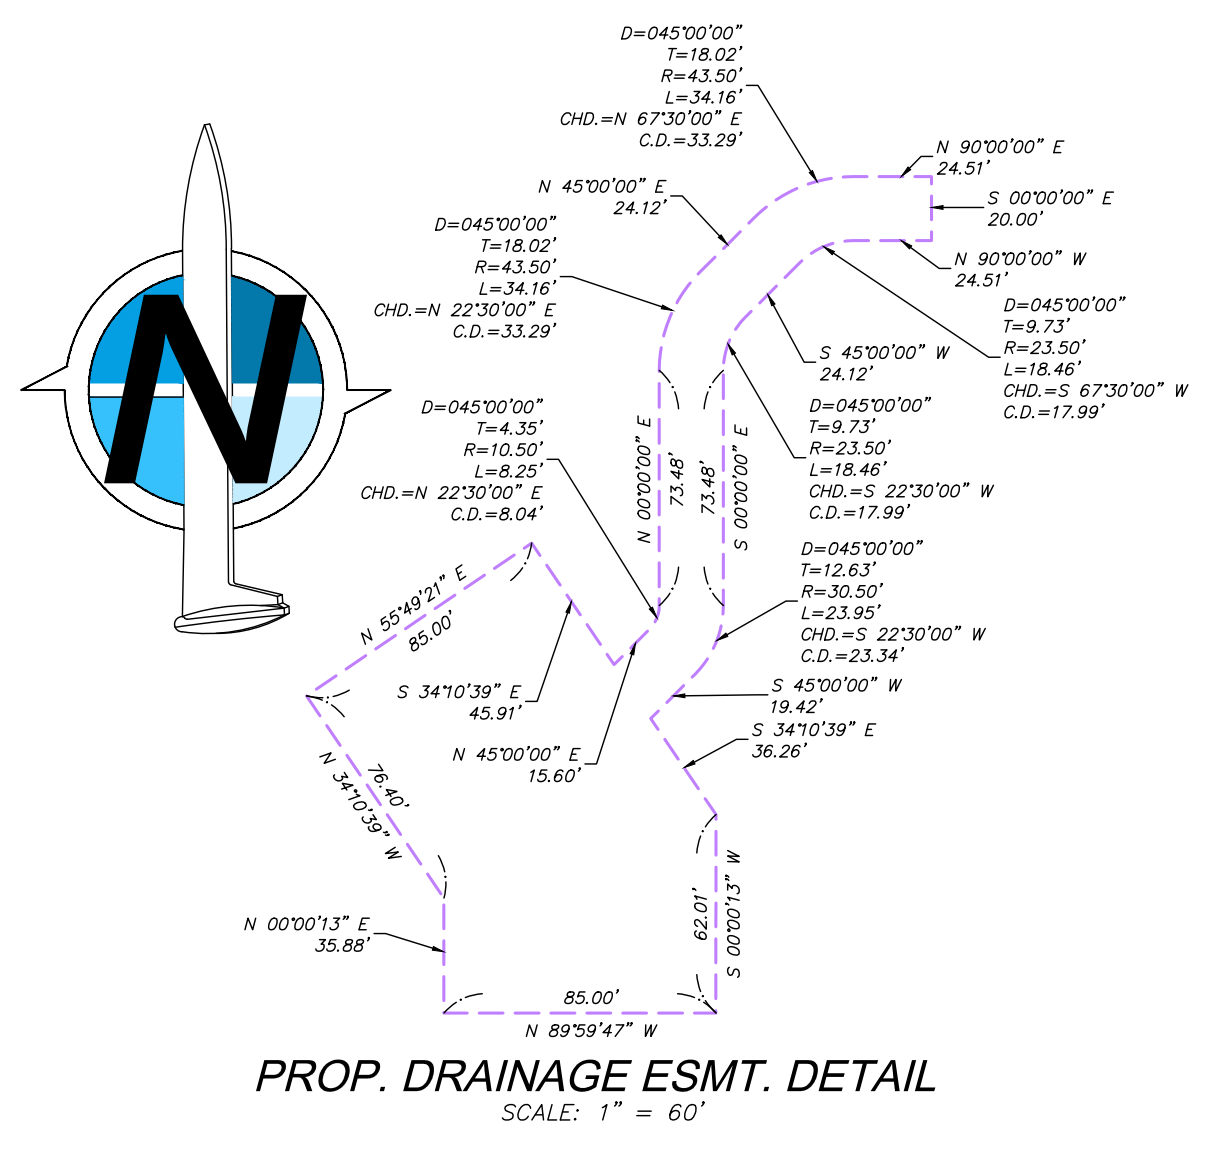 D=045°00'00"
T=18.02'
R=43.50'
L=34.16'
CHD.=N 67°30'00" E
C.D.=33.29'
N 90°00'00" E
24.51'
N 45°00'00" E
24.12'
S 00°00'00" E
20.00'
D=045°00'00"
T=18.02'
R=43.50'
L=34.16'
CHD.=N 22°30'00" E
C.D.=33.29'
N 90°00'00" W
24.51'
D=045°00'00"
T=9.73'
R=23.50'
L=18.46'
CHD.=S 67°30'00" W
C.D.=17.99'
N
S 45°00'00" W
24.12'
D=045°00'00"
T=4.35'
R=10.50'
L=8.25'
CHD.=N 22°30'00" E
C.D.=8.04'
N 00°00'00" E
73.48'
73.48'
S 00°00'00" E
D=045°00'00"
T=9.73'
R=23.50'
L=18.46'
CHD.=S 22°30'00" W
C.D.=17.99'
D=045°00'00"
T=12.63'
R=30.50'
L=23.95'
CHD.=S 22°30'00" W
C.D.=23.34'
N 55°49'21" E
85.00'
S 34°10'39" E
45.91'
S 45°00'00" W
19.42'
S 34°10'39" E
36.26'
N 45°00'00" E
15.60'
76.40'
N 34°10'39" W
N 00°00'13" E
35.88'
62.01'
S 00°00'13" W
85.00'
N 89°59'47" W
PROP. DRAINAGE ESMT. DETAIL
SCALE: 1" = 60'